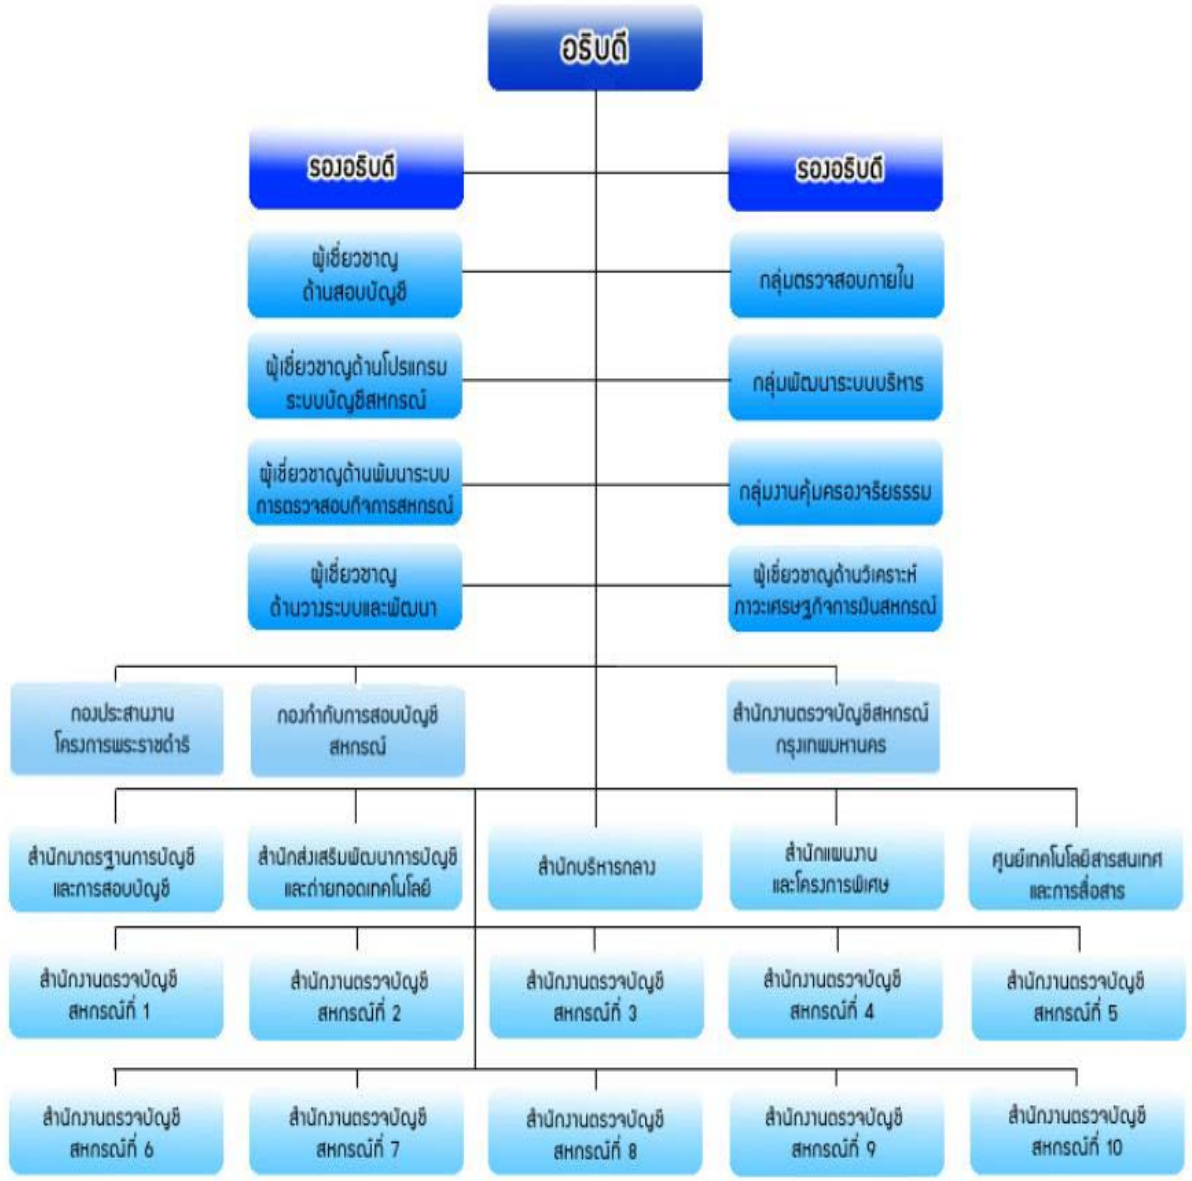 อธิบดี
รองอธิบดี
รองอธิบดี
ผู้เชี่ยวชาญ
ด้านสอบบัญชี
กลุ่มตรวจสอบภายใน
ผู้เชี่ยวชาญด้านโปรแกรม
ระบบบัญชีสหกรณ์
กลุ่มพัฒนาระบบบริหาร
ผู้เชี่ยวชาญด้านพัฒนาระบบ
การตรวจสอบกิจการสหกรณ์
กลุ่มงานคุ้มครองจริยธรรม
ผู้เชี่ยวชาญ
ด้านวางระบบและพัฒนา
ผู้เชี่ยวชาญด้านวิเคราะห์
ภาวะเศรษฐกิจการเงินสหกรณ์
กองประสานงาน
โครงการพระราชดำริ
กองกำกับการสอบบัญชี
สหกรณ์
สำนักงานตรวจบัญชีสหกรณ์
กรุงเทพมหานคร
สำนักมาตรฐานการบัญชี
และการสอบบัญชี
สำนักส่งเสริมพัฒนาการบัญชี
และถ่ายทอดเทคโนโลยี
สำนักบริหารกลาง
สำนักแผนงาน
และโครงการพิเศษ
ศูนย์เทคโนโลยีสารสนเทศ
และการสื่อสาร
สำนักงานตรวจบัญชี
สหกรณ์ที่ 1
สำนักงานตรวจบัญชี
สหกรณ์ที่ 2
สำนักงานตรวจบัญชี
สหกรณ์ที่ 3
สำนักงานตรวจบัญชี
สหกรณ์ที่ 4
สำนักงานตรวจบัญชี
สหกรณ์ที่ 5
สำนักงานตรวจบัญชี
สหกรณ์ที่ 6
สำนักงานตรวจบัญชี
สหกรณ์ที่ 7
สำนักงานตรวจบัญชี
สหกรณ์ที่ 8
สำนักงานตรวจบัญชี
สหกรณ์ที่ 9
สำนักงานตรวจบัญชี
สหกรณ์ที่ 10